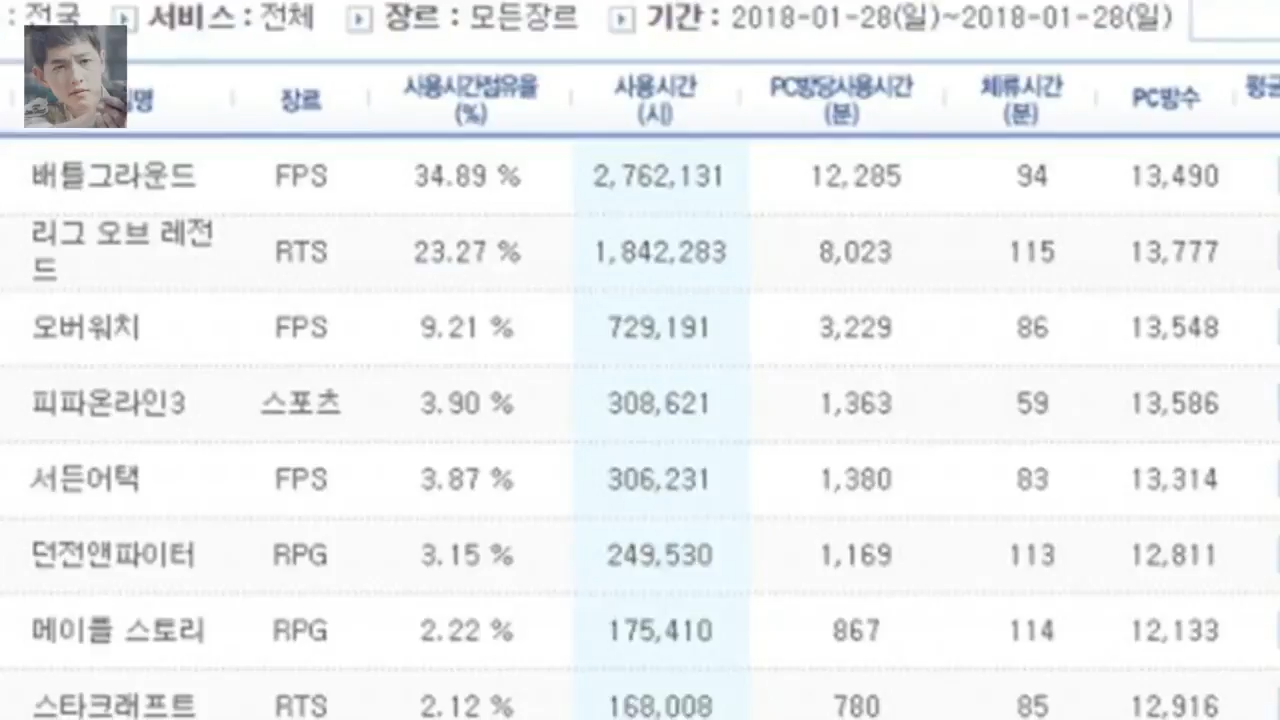 : 전국 서비스 : 전체 장르 : 모든장르 기간 : 2018-01-28(일)~2018-01-28(일)
명 장르 사용시간점유율 (%) 사용시간 (시) PC방당사용시간 (분) 체류시간 (분) PC방수 평균
배틀그라운드 FPS 34.89 % 2,762,131 12,285 94 13,490
리그 오브 레전드 RTS 23.27 % 1,842,283 8,023 115 13,777
오버워치 FPS 9.21 % 729,191 3,229 86 13,548
피파온라인3 스포츠 3.90 % 308,621 1,363 59 13,586
서든어택 FPS 3.87 % 306,231 1,380 83 13,314
던전앤파이터 RPG 3.15 % 249,530 1,169 113 12,811
메이플 스토리 RPG 2.22 % 175,410 867 114 12,133
스타크래프트 RTS 2.12 % 168,008 780 85 12,916